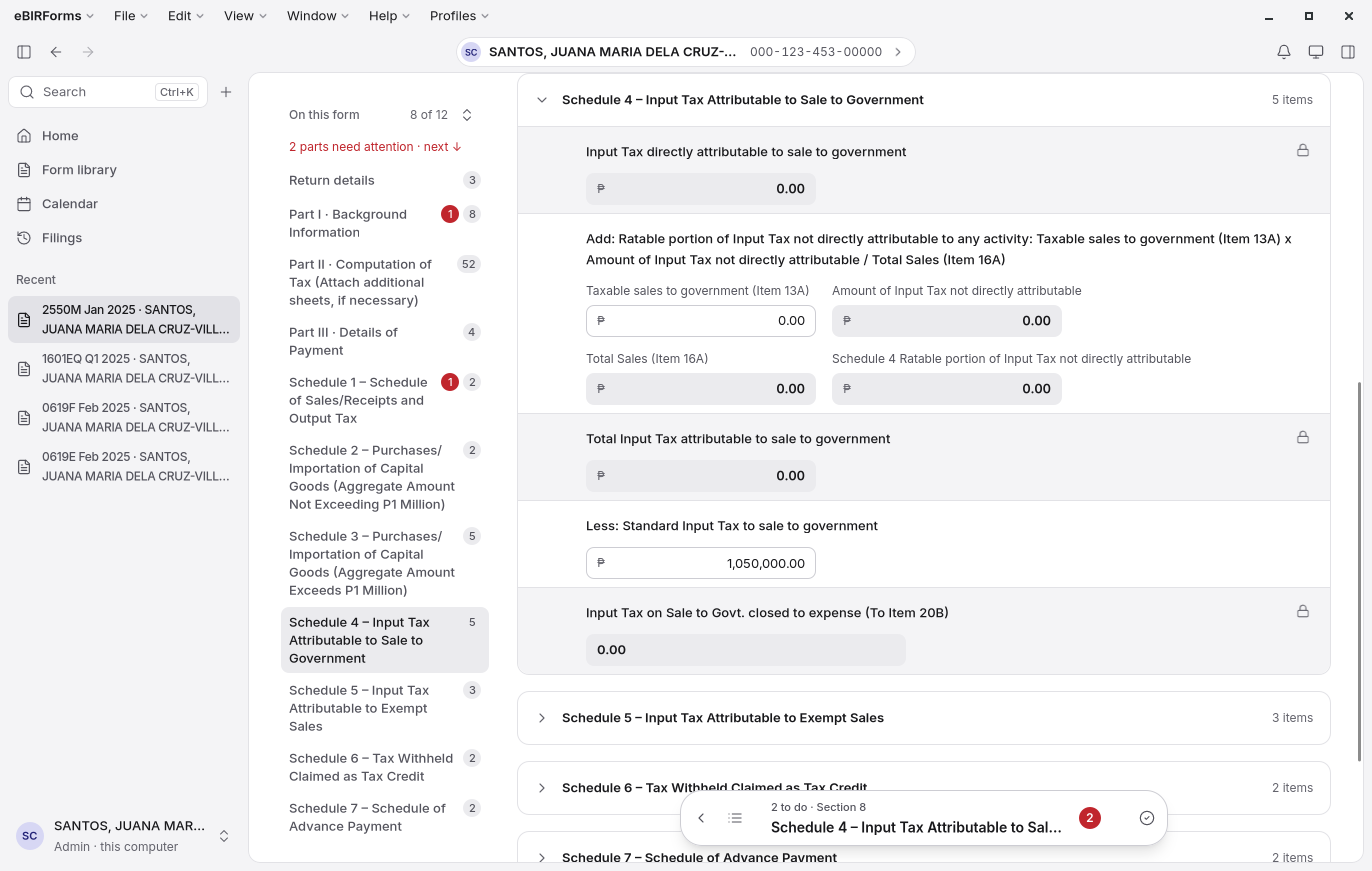 eBIRForms File Edit View Window Help Profiles
SC SANTOS, JUANA MARIA DELA CRUZ-... 000-123-453-00000
Search Ctrl+K
Home
Form library
Calendar
Filings
Recent
2550M Jan 2025 · SANTOS,
JUANA MARIA DELA CRUZ-VILL...
1601EQ Q1 2025 · SANTOS,
JUANA MARIA DELA CRUZ-VILL...
0619F Feb 2025 · SANTOS,
JUANA MARIA DELA CRUZ-VILL...
0619E Feb 2025 · SANTOS,
JUANA MARIA DELA CRUZ-VILL...
SC SANTOS, JUANA MAR...
Admin · this computer
On this form 8 of 12
2 parts need attention · next ↓
Return details 3
Part I · Background 1 8
Information
Part II · Computation of 52
Tax (Attach additional
sheets, if necessary)
Part III · Details of 4
Payment
Schedule 1 – Schedule 1 2
of Sales/Receipts and
Output Tax
Schedule 2 – Purchases/ 2
Importation of Capital
Goods (Aggregate Amount
Not Exceeding P1 Million)
Schedule 3 – Purchases/ 5
Importation of Capital
Goods (Aggregate Amount
Exceeds P1 Million)
Schedule 4 – Input Tax 5
Attributable to Sale to
Government
Schedule 5 – Input Tax 3
Attributable to Exempt
Sales
Schedule 6 – Tax Withheld 2
Claimed as Tax Credit
Schedule 7 – Schedule of 2
Advance Payment
Schedule 4 – Input Tax Attributable to Sale to Government 5 items
Input Tax directly attributable to sale to government
₱ 0.00
Add: Ratable portion of Input Tax not directly attributable to any activity: Taxable sales to government (Item 13A) x
Amount of Input Tax not directly attributable / Total Sales (Item 16A)
Taxable sales to government (Item 13A) Amount of Input Tax not directly attributable
₱ 0.00 ₱ 0.00
Total Sales (Item 16A) Schedule 4 Ratable portion of Input Tax not directly attributable
₱ 0.00 ₱ 0.00
Total Input Tax attributable to sale to government
₱ 0.00
Less: Standard Input Tax to sale to government
₱ 1,050,000.00
Input Tax on Sale to Govt. closed to expense (To Item 20B)
0.00
Schedule 5 – Input Tax Attributable to Exempt Sales 3 items
Schedule 6 – Tax Withheld Claimed as Tax Credit 2 items
2 to do · Section 8
Schedule 4 – Input Tax Attributable to Sal... 2
Schedule 7 – Schedule of Advance Payment 2 items